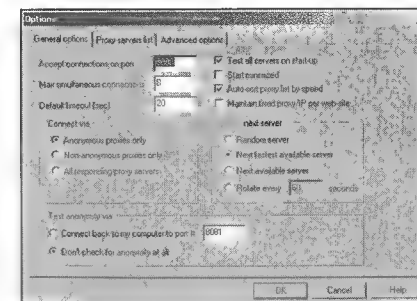 Options
General options Proxy servers list Advanced options
Accept connections on port
Max simultaneous connections 8
Default timeout (sec) 20
Test all servers on start-up
Start minimized
Auto-sort proxy list by speed
Maintain fixed proxy IP per web-site
Connect via
Anonymous proxies only
Non-anonymous proxies only
All responding proxy servers
next server
Random server
Next fastest available server
Next available server
Rotate every 60 seconds
Test anonymity via
Connect back to my computer to port # 8081
Don't check for anonymity at all
OK Cancel Help